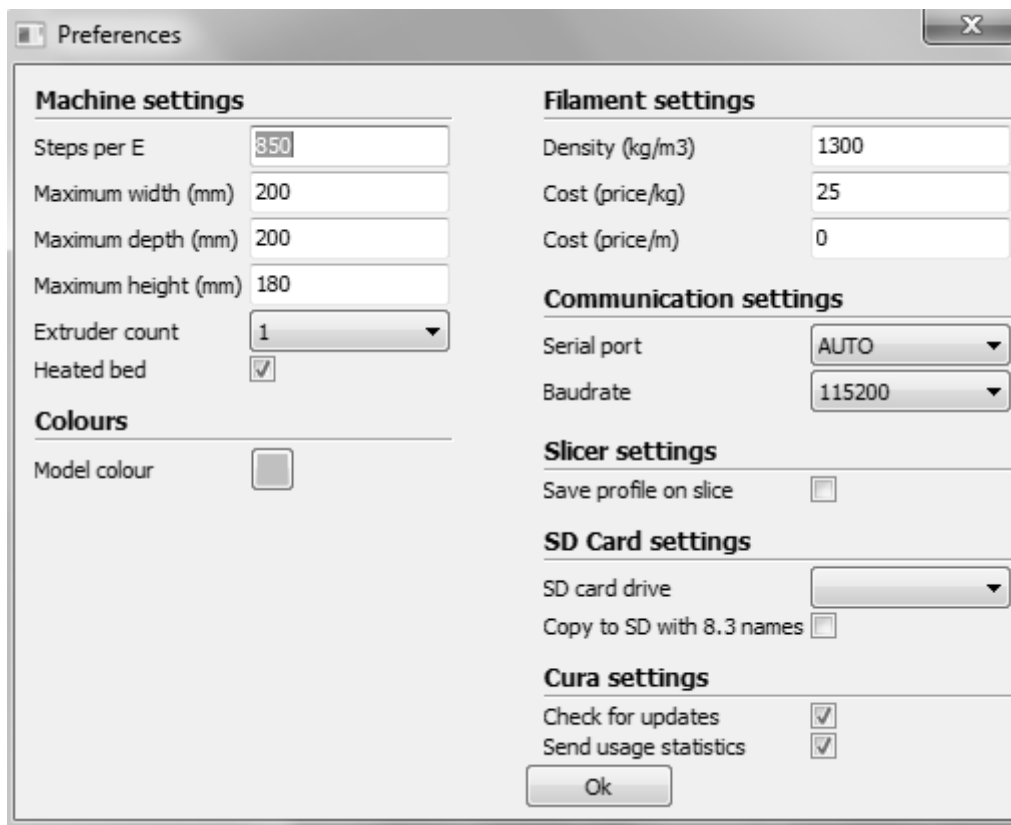 Preferences
Machine settings
Steps per E 850
Maximum width (mm) 200
Maximum depth (mm) 200
Maximum height (mm) 180
Extruder count 1
Heated bed
Colours
Model colour
Filament settings
Density (kg/m3) 1300
Cost (price/kg) 25
Cost (price/m) 0
Communication settings
Serial port AUTO
Baudrate 115200
Slicer settings
Save profile on slice
SD Card settings
SD card drive
Copy to SD with 8.3 names
Cura settings
Check for updates
Send usage statistics
Ok